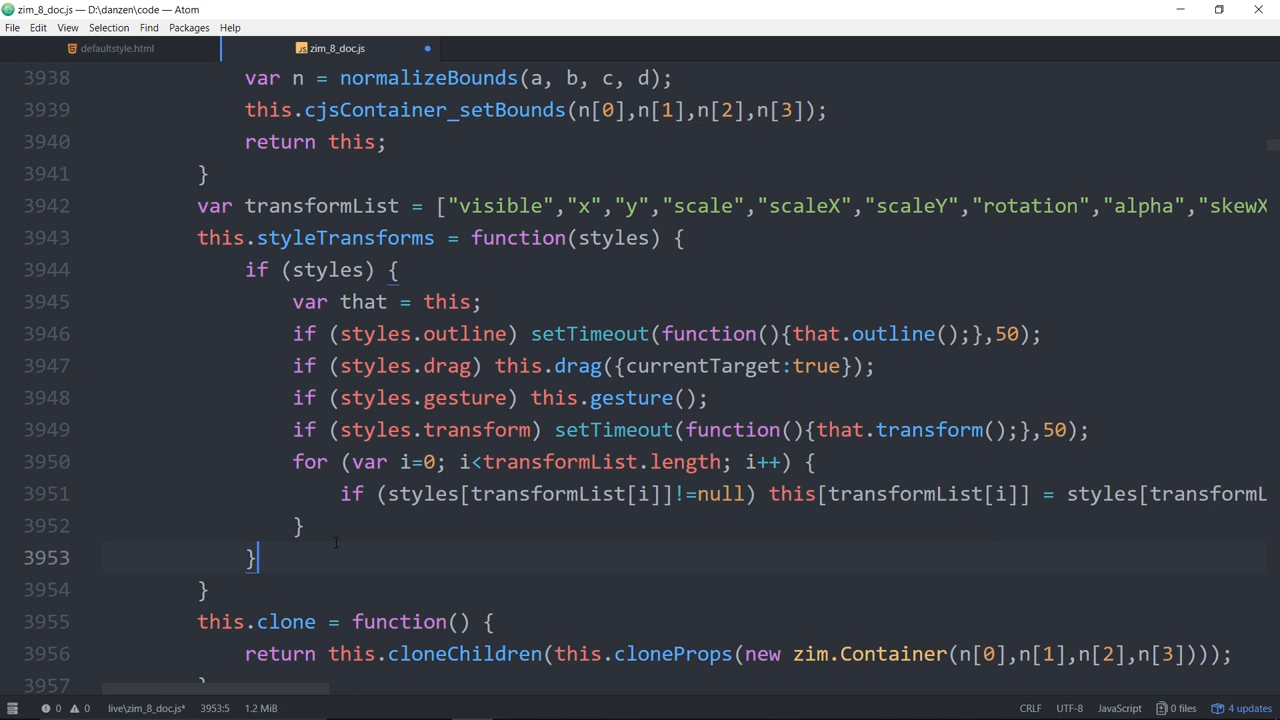 zim_8_doc.js — D:\danzen\code — Atom
File Edit View Selection Find Packages Help
defaultstyle.html zim_8_doc.js
3938 var n = normalizeBounds(a, b, c, d);
3939 this.cjsContainer_setBounds(n[0],n[1],n[2],n[3]);
3940 return this;
3941 }
3942 var transformList = ["visible","x","y","scale","scaleX","scaleY","rotation","alpha","skewX
3943 this.styleTransforms = function(styles) {
3944 if (styles) {
3945 var that = this;
3946 if (styles.outline) setTimeout(function(){that.outline();},50);
3947 if (styles.drag) this.drag({currentTarget:true});
3948 if (styles.gesture) this.gesture();
3949 if (styles.transform) setTimeout(function(){that.transform();},50);
3950 for (var i=0; i<transformList.length; i++) {
3951 if (styles[transformList[i]]!=null) this[transformList[i]] = styles[transformL
3952 }
3953 }
3954 }
3955 this.clone = function() {
3956 return this.cloneChildren(this.cloneProps(new zim.Container(n[0],n[1],n[2],n[3])));
3957 }
0 0 live\zim_8_doc.js* 3953:5 1.2 MiB CRLF UTF-8 JavaScript 0 files 4 updates